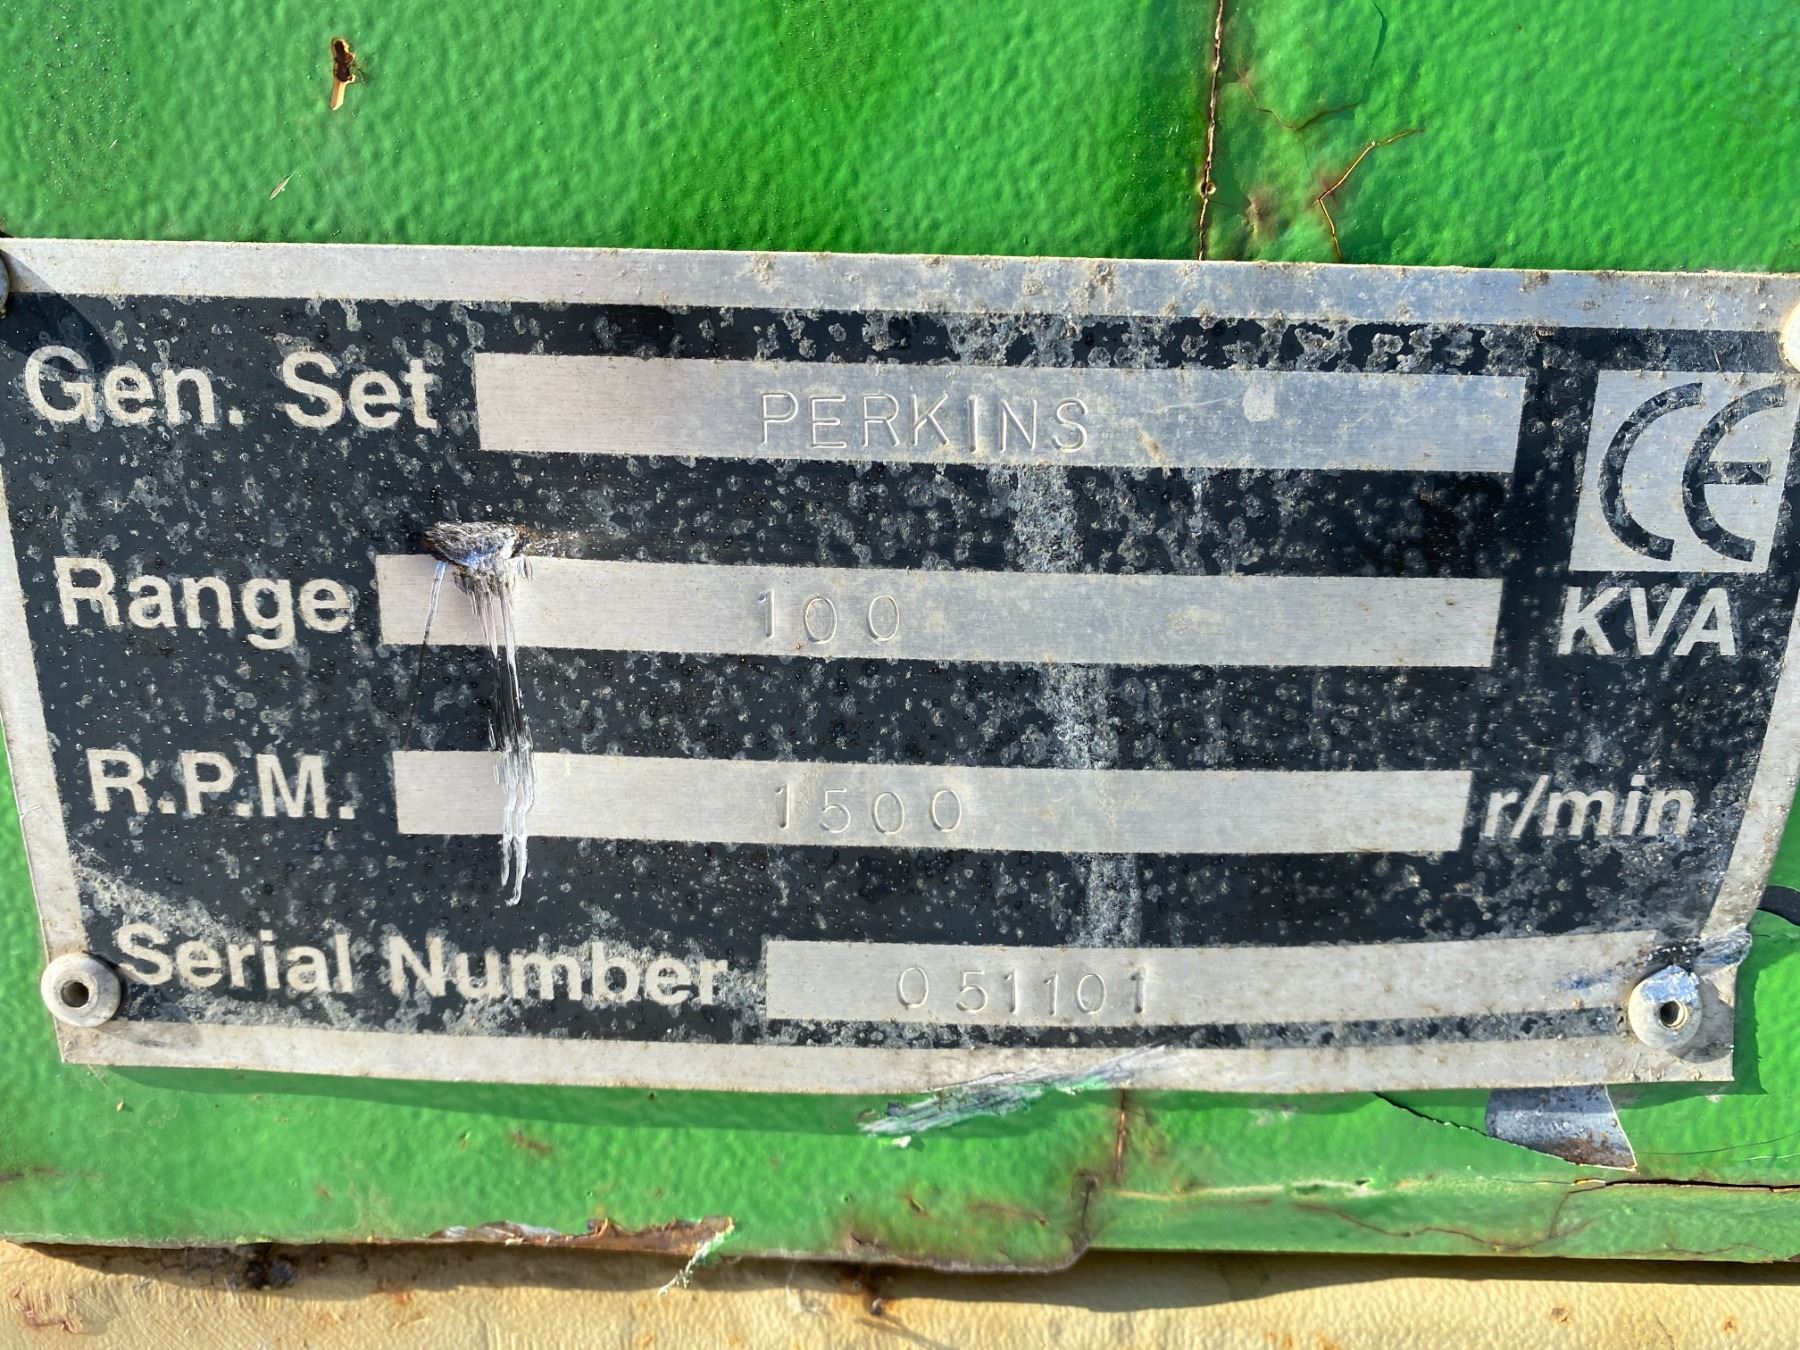 Gen. Set PERKINS CE
Range 100 KVA
R.P.M. 1500 r/min
Serial Number 051101